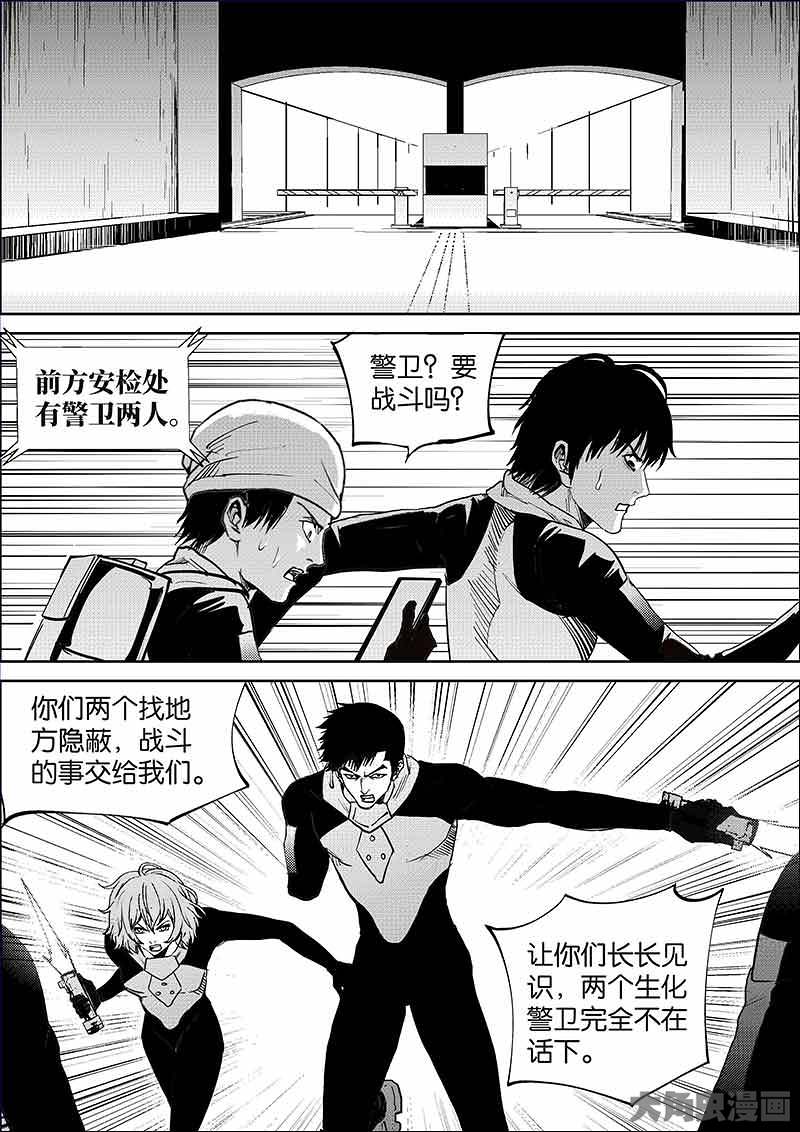 前方安检处
有警卫两人。
警卫？要
战斗吗？
你们两个找地
方隐蔽，战斗
的事交给我们。
让你们长长见
识，两个生化
警卫完全不在
话下。
大角虫漫画